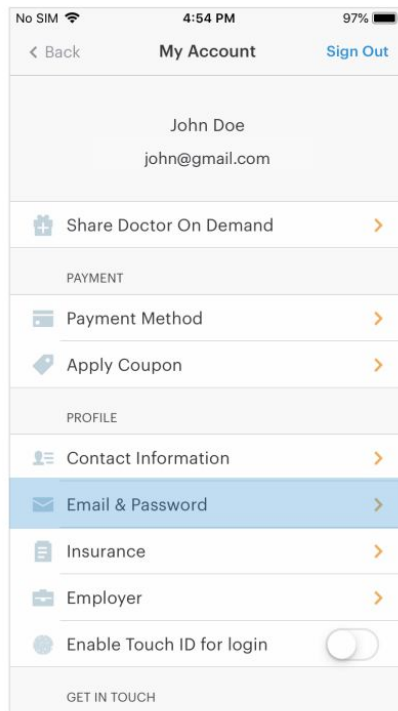 No SIM 4:54 PM 97%
Back My Account Sign Out
John Doe
john@gmail.com
Share Doctor On Demand
PAYMENT
Payment Method
Apply Coupon
PROFILE
Contact Information
Email & Password
Insurance
Employer
Enable Touch ID for login
GET IN TOUCH